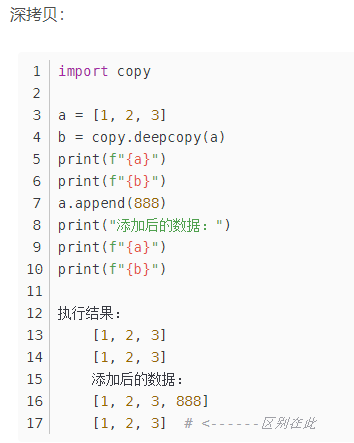 深拷贝：
1 import copy
2
3 a = [1, 2, 3]
4 b = copy.deepcopy(a)
5 print(f"{a}")
6 print(f"{b}")
7 a.append(888)
8 print("添加后的数据：")
9 print(f"{a}")
10 print(f"{b}")
11
12 执行结果：
13     [1, 2, 3]
14     [1, 2, 3]
15     添加后的数据：
16     [1, 2, 3, 888]
17     [1, 2, 3]  # <------区别在此